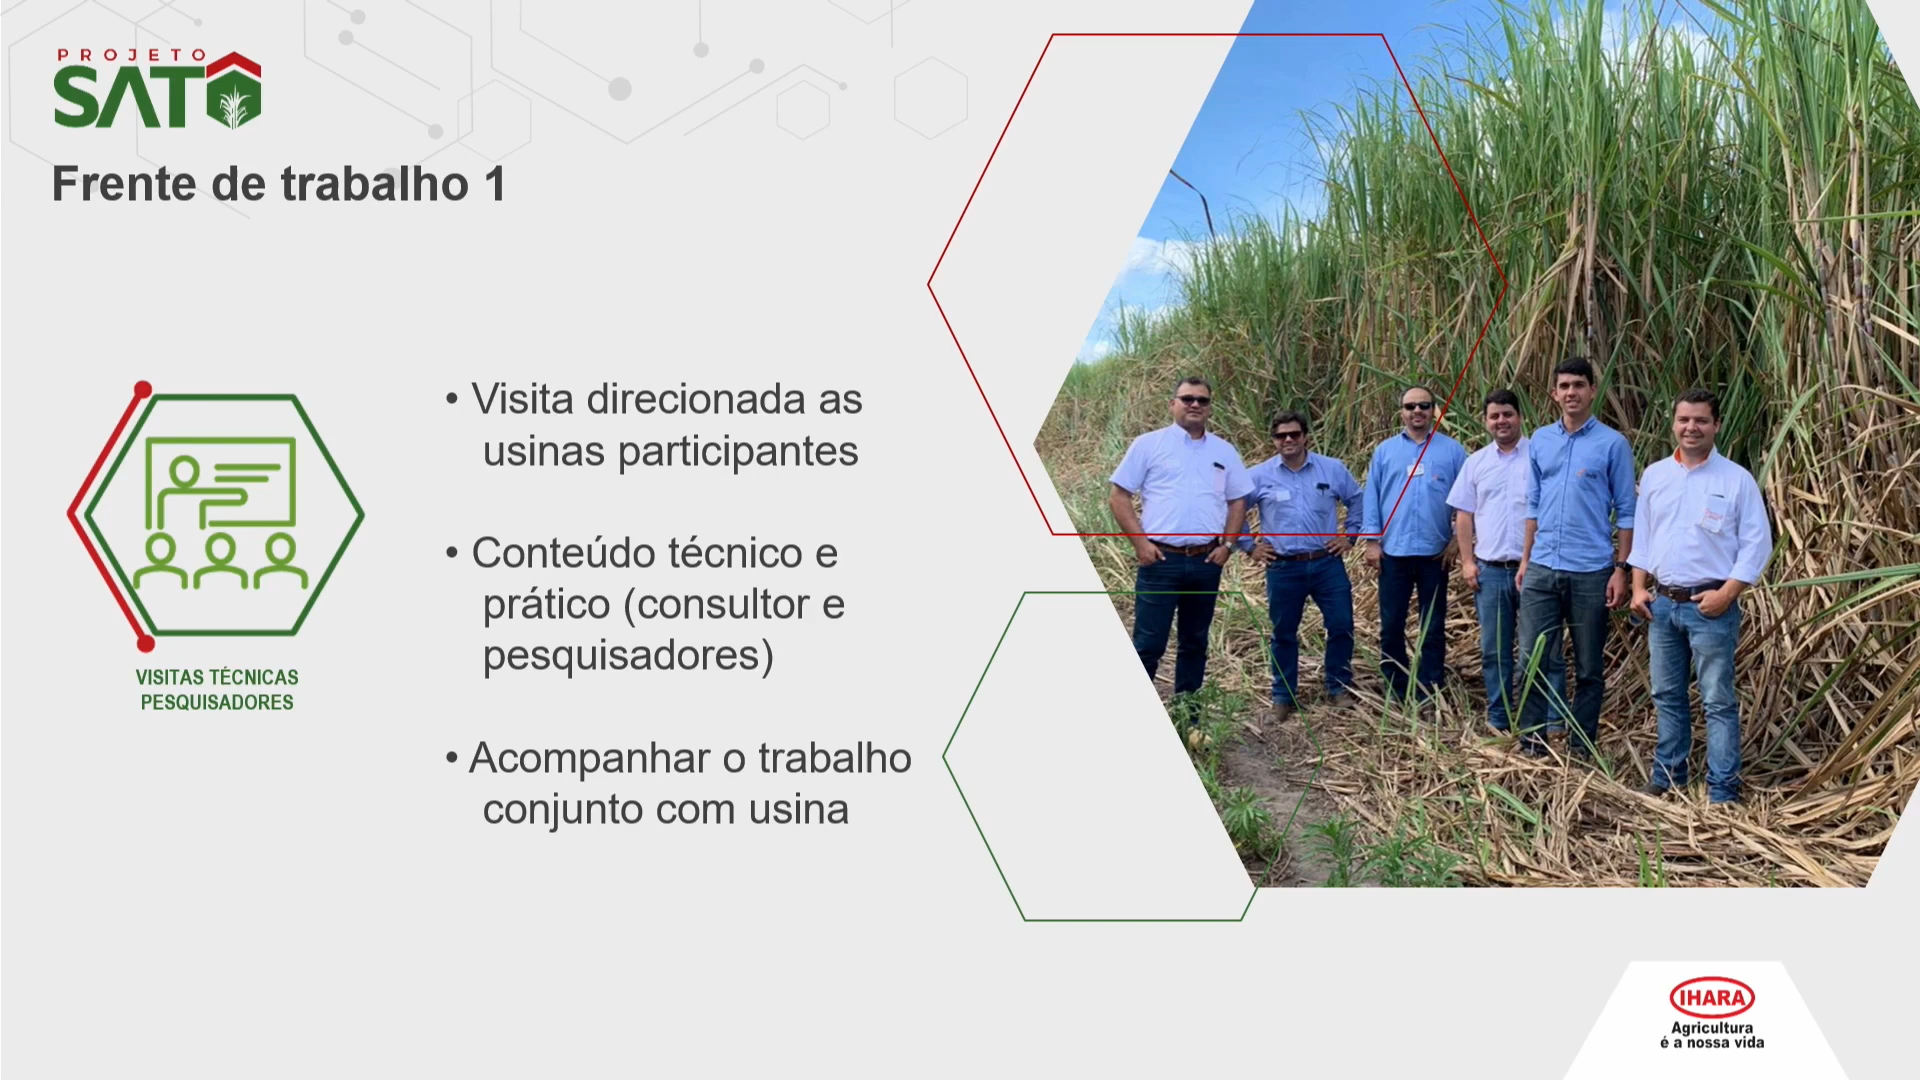 PROJETO
SATO
Frente de trabalho 1
• Visita direcionada as
usinas participantes
• Conteúdo técnico e
prático (consultor e
pesquisadores)
• Acompanhar o trabalho
conjunto com usina
VISITAS TÉCNICAS
PESQUISADORES
IHARA
Agricultura
é a nossa vida